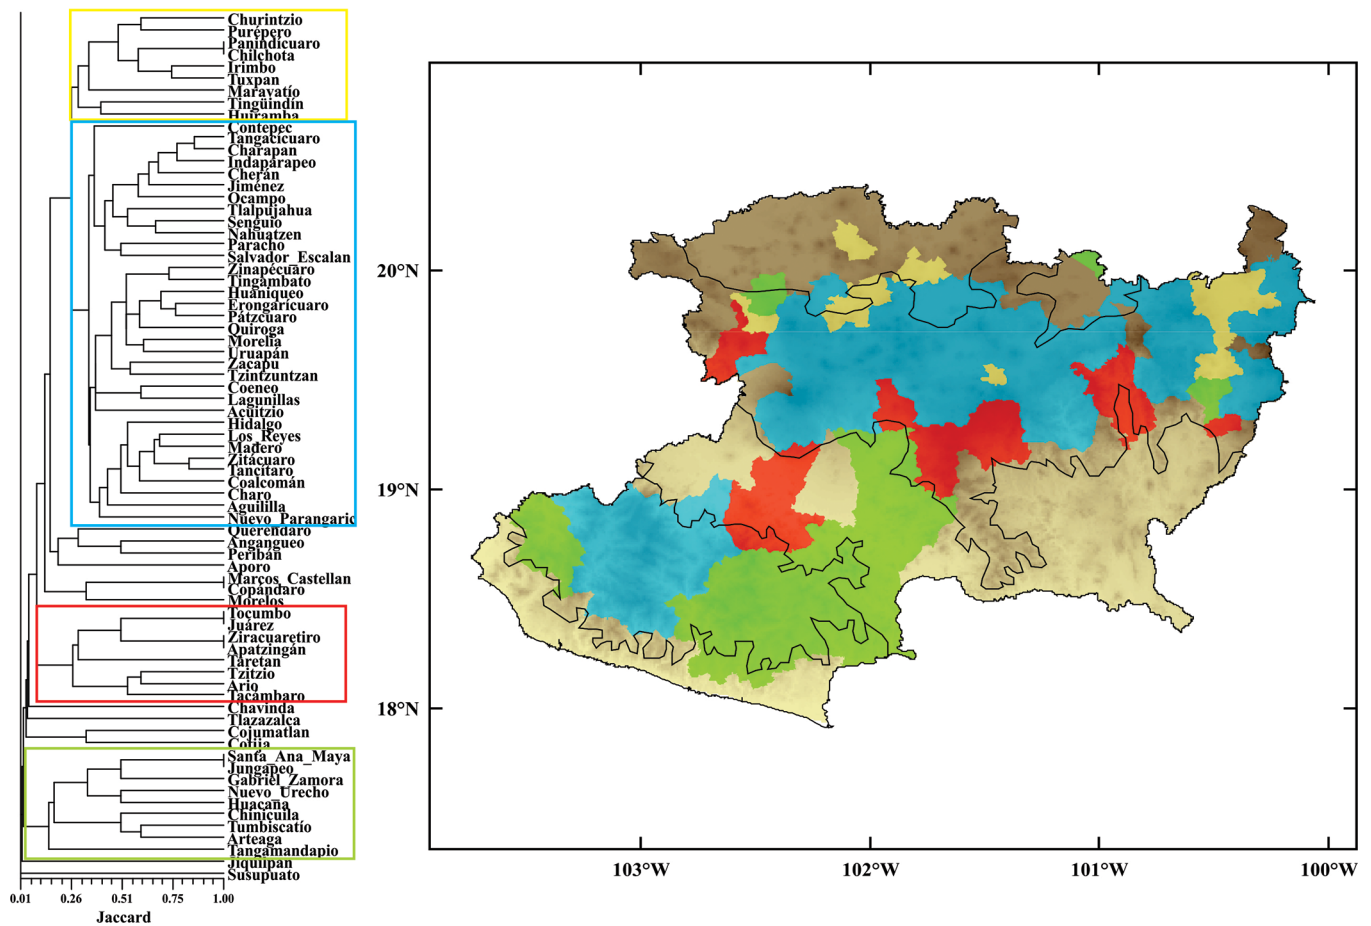 Churintzio
Purépero
Panindícuaro
Chilchota
Irimbo
Tuxpan
Maravatío
Tingüindín
Huiramba
Contepec
Tangacícuaro
Charapan
Indaparapeo
Cherán
Jiménez
Ocampo
Tlalpujahua
Senguio
Nahuatzen
Paracho
Salvador_Escalan
Zinapécuaro
Tingambato
Huaniqueo
Erongarícuaro
Pátzcuaro
Quiroga
Morelia
Uruapán
Zacapu
Tzintzuntzan
Coeneo
Lagunillas
Acuitzio
Hidalgo
Los_Reyes
Madero
Zitácuaro
Tancítaro
Coalcomán
Charo
Aguililla
Nuevo_Parangaric
Queréndaro
Angangueo
Peribán
Aporo
Marcos_Castellan
Copándaro
Morelos
Tocumbo
Juárez
Ziracuaretiro
Apatzingán
Taretan
Tzitzio
Ario
Tacámbaro
Chavinda
Tlazazalca
Cojumatlan
Cotija
Santa_Ana_Maya
Jungapeo
Gabriel_Zamora
Nuevo_Urecho
Huacana
Chinicuila
Tumbiscatío
Arteaga
Tangamandapio
Jiquilpan
Susupuato
0.01 0.26 0.51 0.75 1.00
Jaccard
20°N
19°N
18°N
103°W 102°W 101°W 100°W